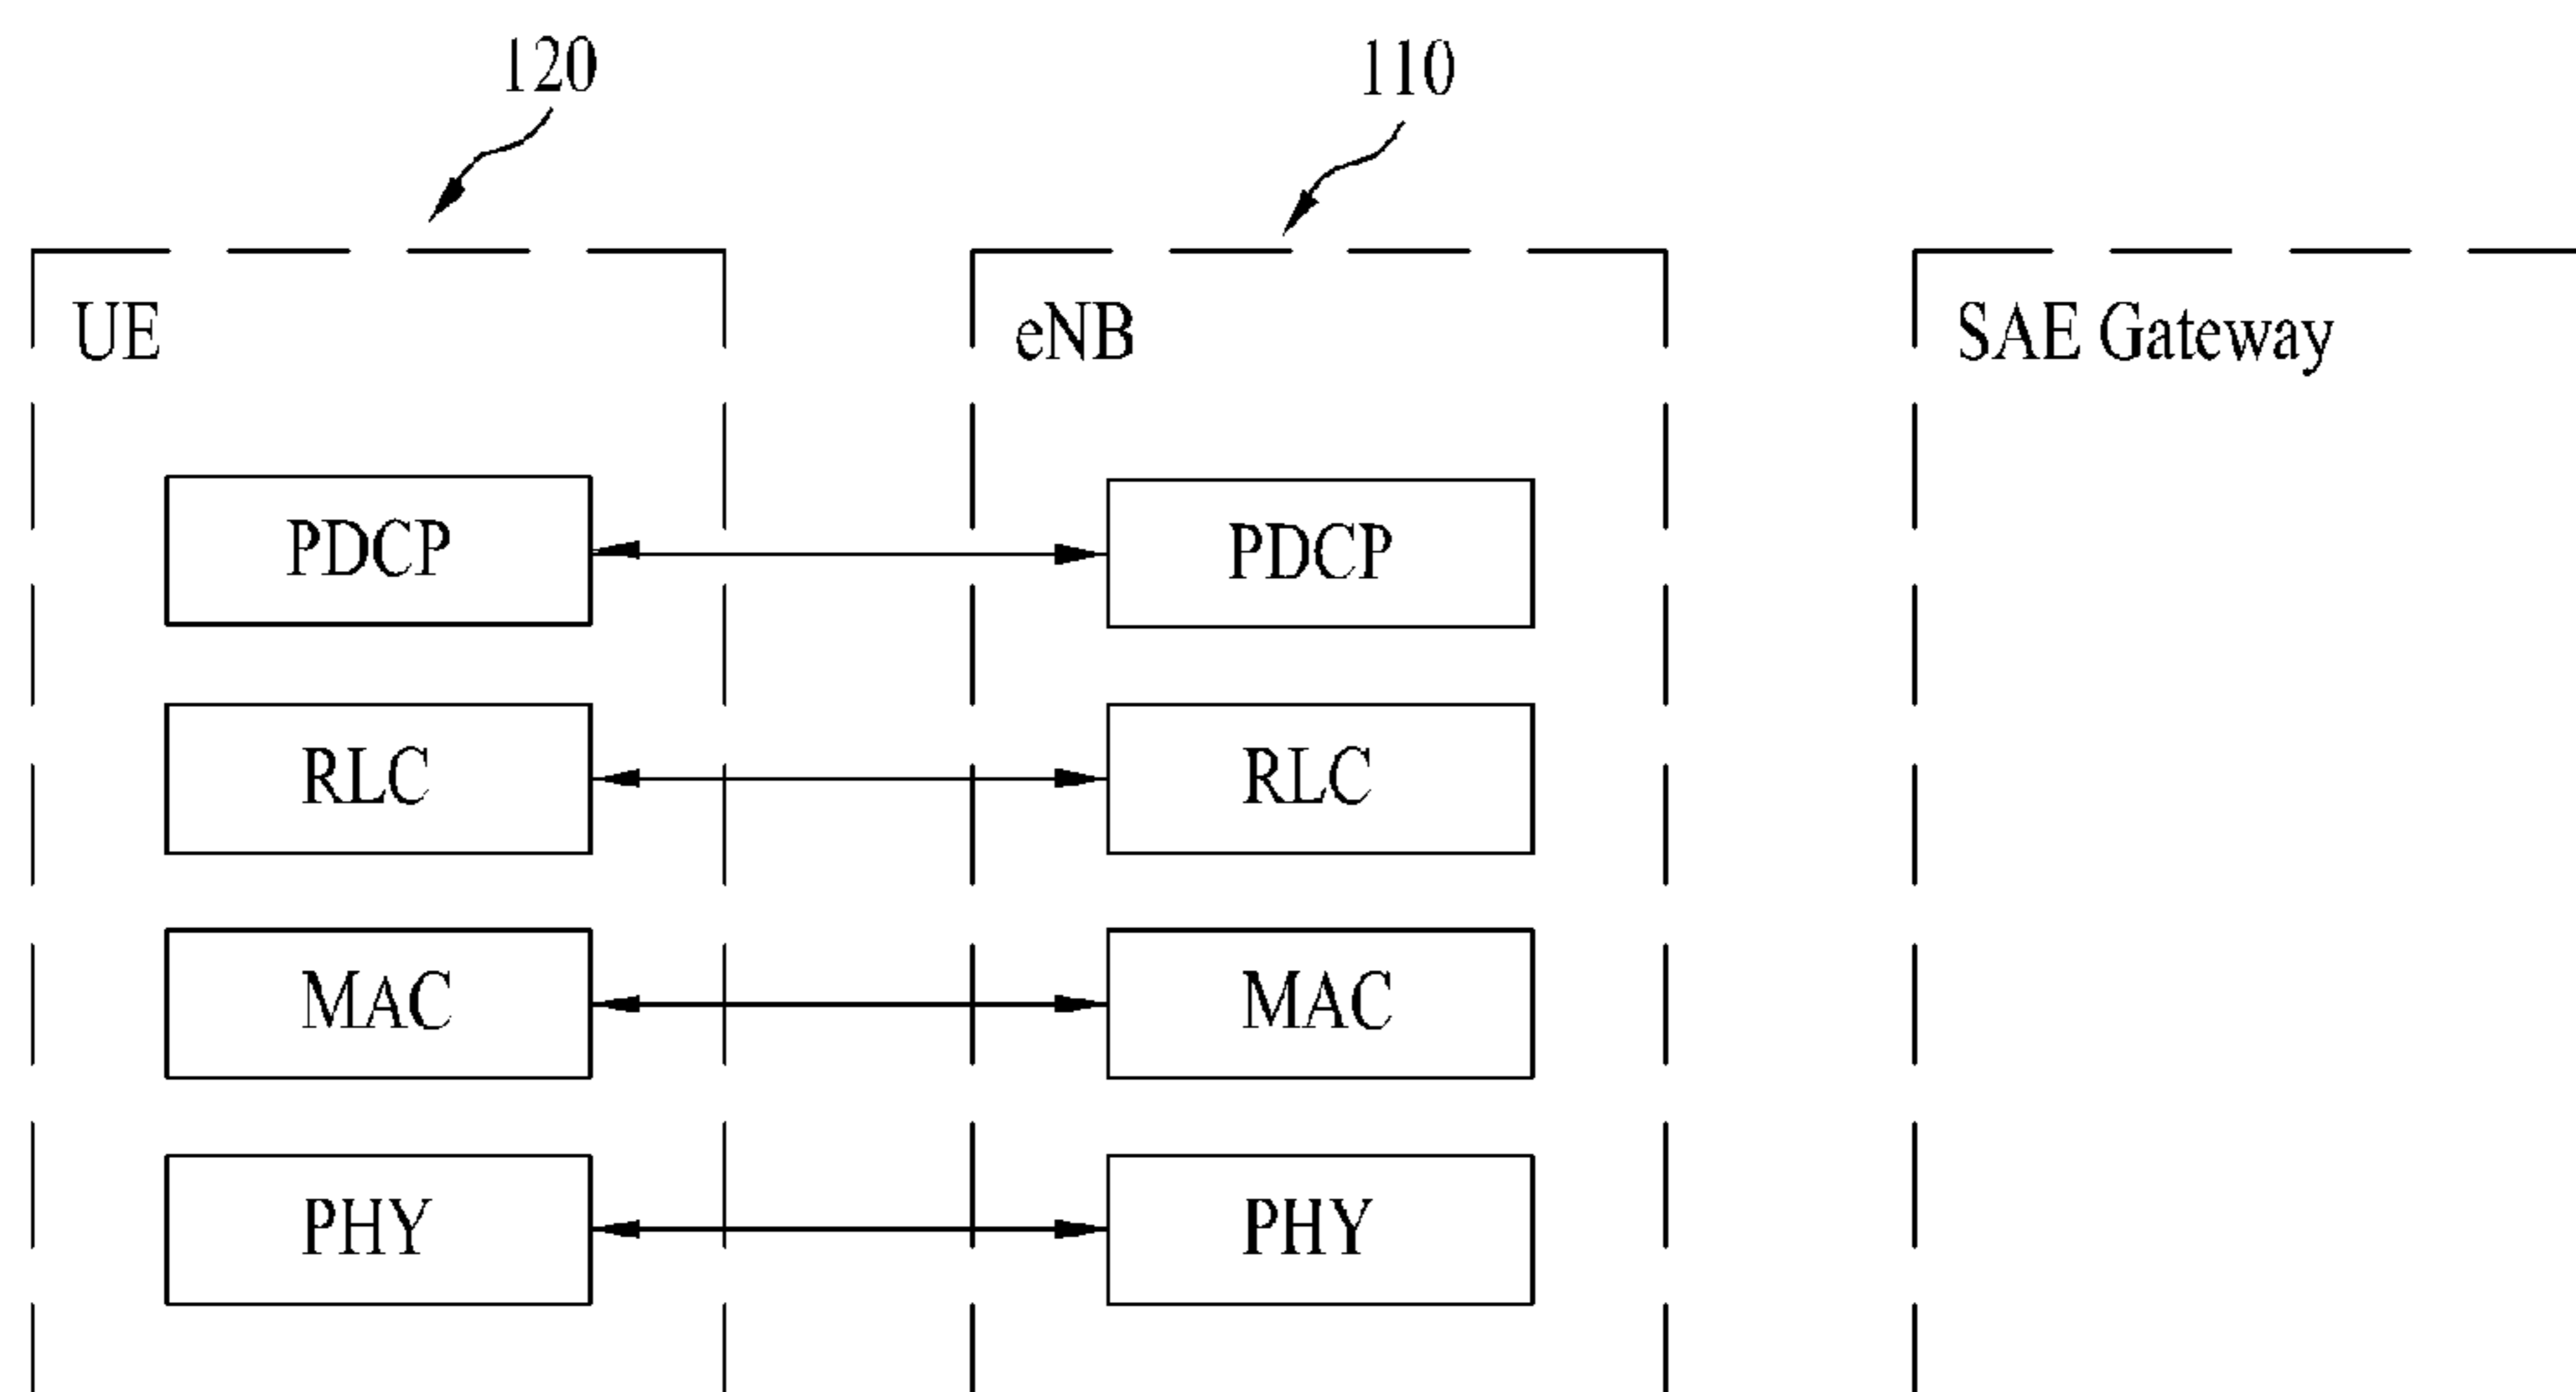 120
110
UE
eNB
SAE Gateway
PDCP
PDCP
RLC
RLC
MAC
MAC
PHY
PHY